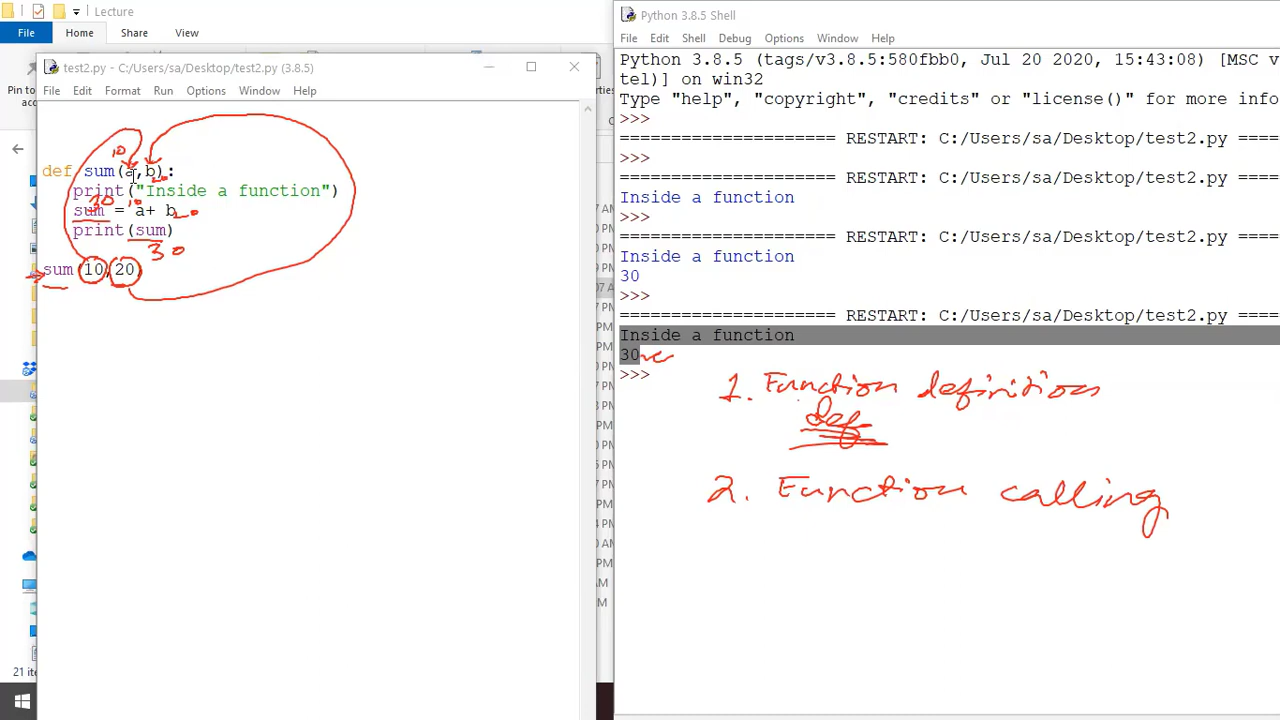 Lecture
File Home Share View
test2.py - C:/Users/sa/Desktop/test2.py (3.8.5)
File Edit Format Run Options Window Help
Pin to
10
def sum(a,b):
print("Inside a function")
30 10
sum = a+ b 20
print(sum)
30
sum(10,20)
21 ite
Python 3.8.5 Shell
File Edit Shell Debug Options Window Help
Python 3.8.5 (tags/v3.8.5:580fbb0, Jul 20 2020, 15:43:08) [MSC v
tel)] on win32
Type "help", "copyright", "credits" or "license()" for more info
>>>
===================== RESTART: C:/Users/sa/Desktop/test2.py ====
>>>
===================== RESTART: C:/Users/sa/Desktop/test2.py ====
Inside a function
>>>
===================== RESTART: C:/Users/sa/Desktop/test2.py ====
Inside a function
30
>>>
===================== RESTART: C:/Users/sa/Desktop/test2.py ====
Inside a function
30
>>>
1. Function definition
def
2. Function calling